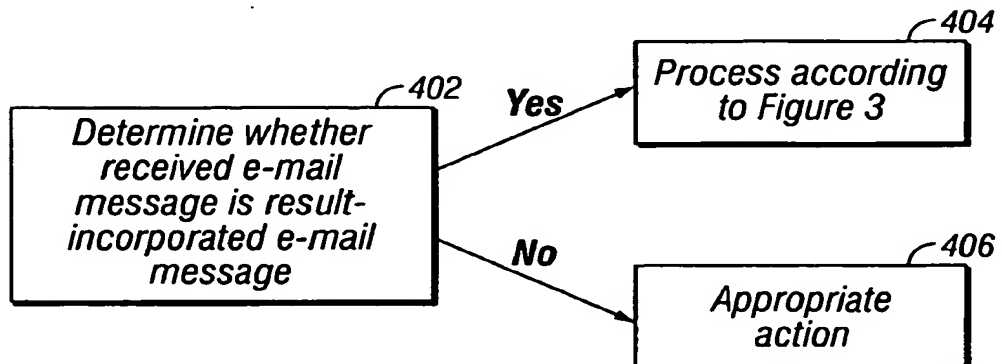 404
Process according
to Figure 3
402
Yes
Determine whether
received e-mail
message is result-
incorporated e-mail
message
No
406
Appropriate
action